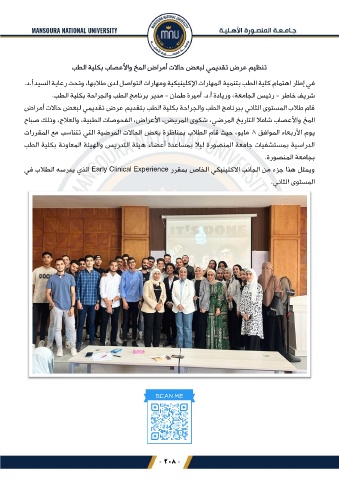 MANSOURA NATIONAL UNIVERSITY
جامعة المنصورة الأهلية
تنظيم عرض تقديمي لبعض حالات أمراض المخ والأعصاب بكلية الطب
في إطار اهتمام كلية الطب بتنمية المهارات الإكلينيكية ومهارات التواصل لدى طلابها، وتحت رعاية السيد أ.د.
شريف خاطر - رئيس الجامعة، وريادة أ.د. أميرة طمان - مدير برنامج الطب والجراحة بكلية الطب.
قام طلاب المستوى الثاني ببرنامج الطب والجراحة بكلية الطب بتقديم عرض تقديمي لبعض حالات أمراض
المخ والأعصاب شاملا التاريخ المرضي، شكوى المريض، الأعراض، الفحوصات الطبية، والعلاج، وذلك صباح
يوم الأربعاء الموافق ٨ مايو، حيث قام الطلاب بمناظرة بعض الحالات المرضية التي تتناسب مع المقررات
الدراسية بمستشفيات جامعة المنصورة ليلا بمساعدة أعضاء هيئة التدريس والهيئة المعاونة بكلية الطب
بجامعة المنصورة.
ويمثل هذا جزء من الجانب الاكلينيكي الخاص بمقرر Early Clinical Experience الذي يدرسه الطلاب في
المستوى الثاني.
IT'S DONE
SCAN ME
- ٢٠٨ -